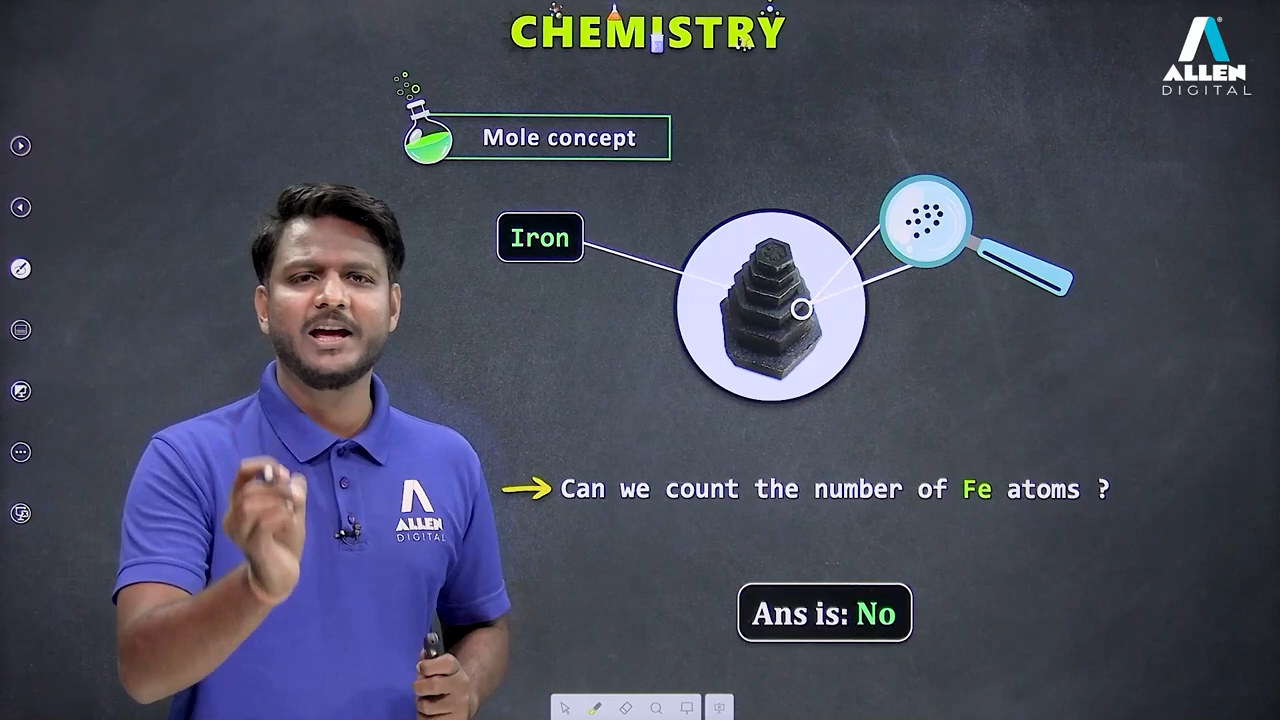 CHEMISTRY
ALLEN
DIGITAL
Mole concept
Iron
Can we count the number of Fe atoms ?
ALLEN
DIGITAL
Ans is: No